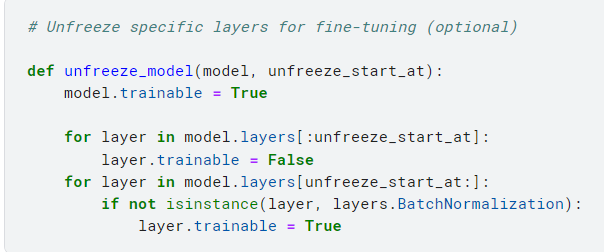 # Unfreeze specific layers for fine-tuning (optional)
def unfreeze_model(model, unfreeze_start_at):
    model.trainable = True
    for layer in model.layers[:unfreeze_start_at]:
        layer.trainable = False
    for layer in model.layers[unfreeze_start_at:]:
        if not isinstance(layer, layers.BatchNormalization):
            layer.trainable = True